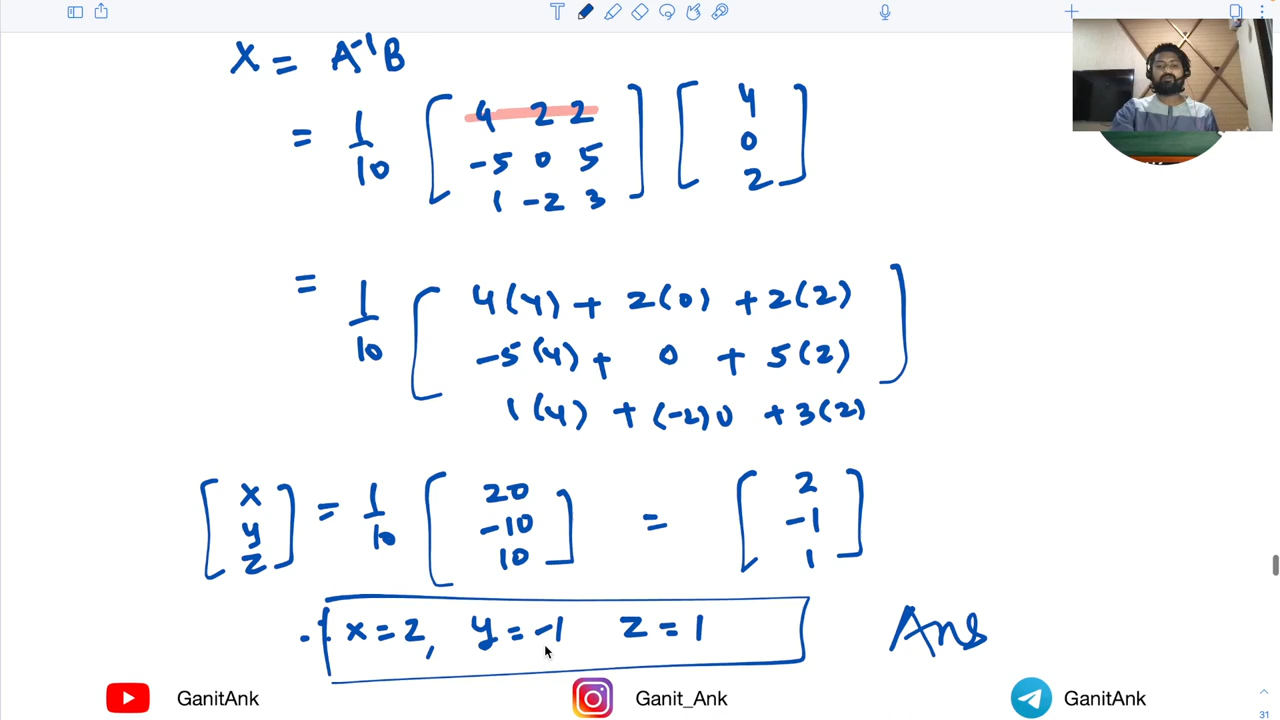 X = A⁻¹B
= 1/10 [4 2 2; -5 0 5; 1 -2 3] [4; 0; 2]
= 1/10 [4(4) + 2(0) + 2(2); -5(4) + 0 + 5(2); 1(4) + (-2)0 + 3(2)]
[x; y; z] = 1/10 [20; -10; 10] = [2; -1; 1]
x = 2, y = -1 z = 1 Ans
GanitAnk Ganit_Ank GanitAnk
31